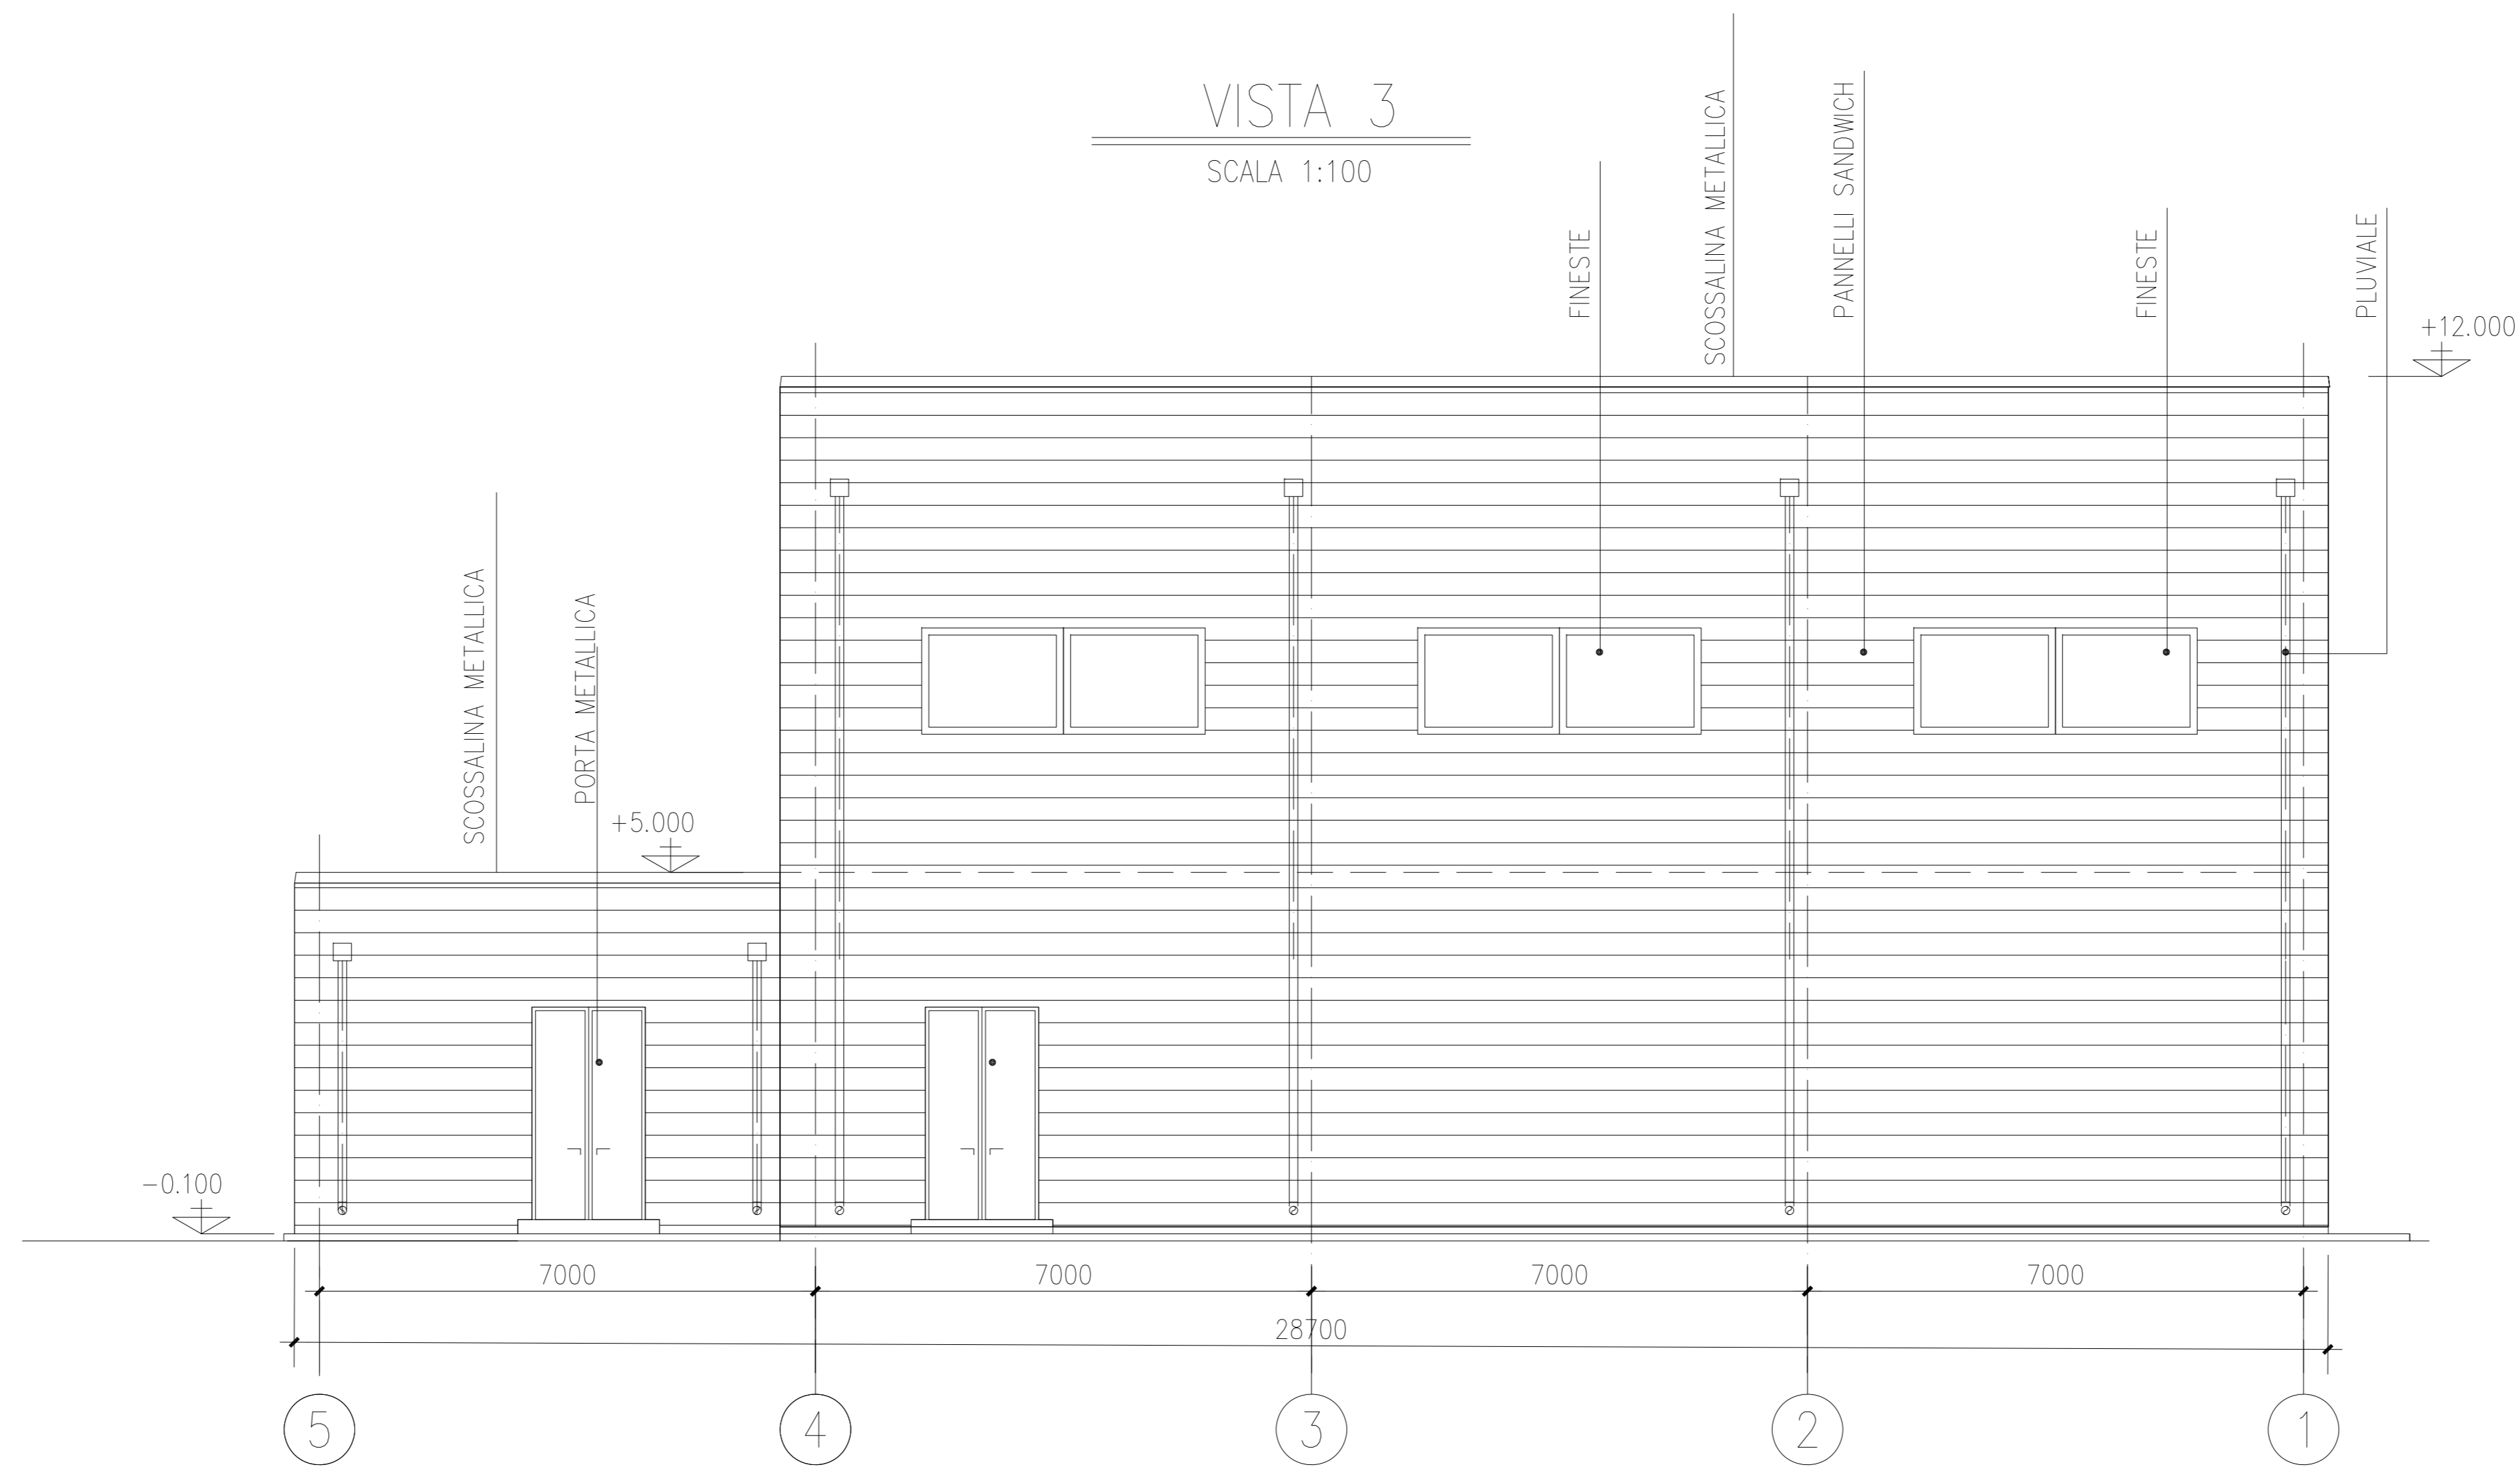 VISTA 3
SCALA 1:100
SCOSSALINA METALLICA
PORTA METALLICA
FINESTE
SCOSSALINA METALLICA
PANNELLI SANDWICH
FINESTE
PLUVIALE
+12.000
+5.000
-0.100
7000 7000 7000 7000
28700
5 4 3 2 1